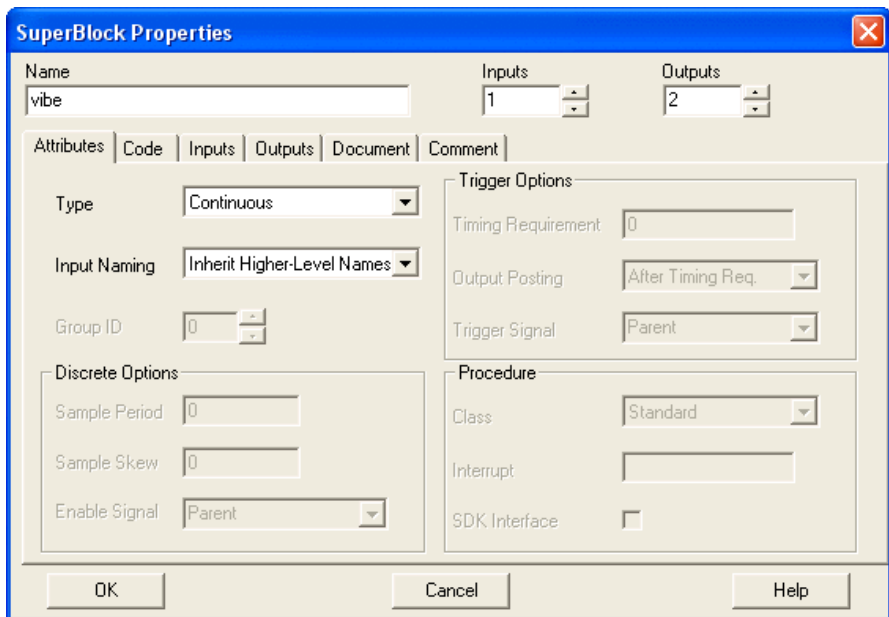 SuperBlock Properties
Name
Inputs
Outputs
vibe
1
2
Attributes
Code
Inputs
Outputs
Document
Comment
Type
Continuous
Input Naming
Inherit Higher-Level Names
Group ID
0
Discrete Options
Sample Period
0
Sample Skew
0
Enable Signal
Parent
Trigger Options
Timing Requirement
0
Output Posting
After Timing Req.
Trigger Signal
Parent
Procedure
Class
Standard
Interrupt
SDK Interface
OK
Cancel
Help